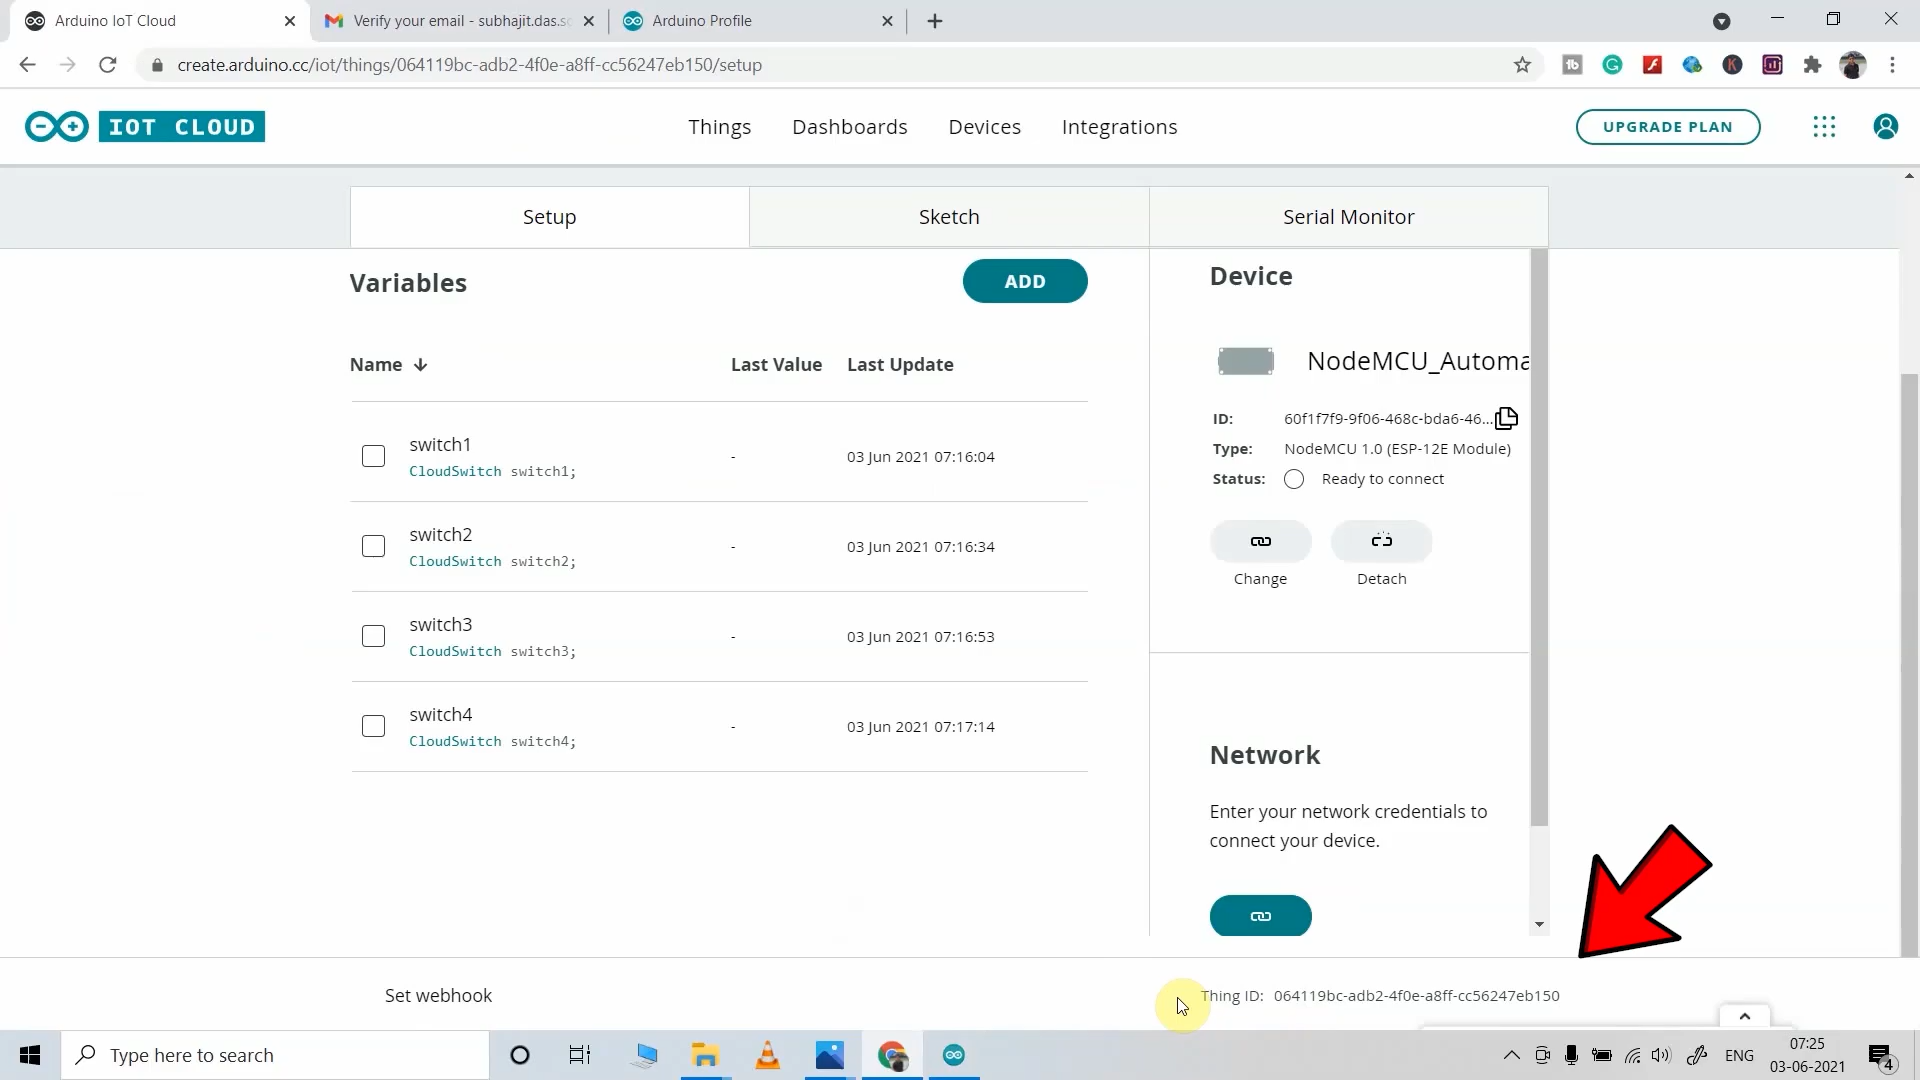 Arduino IoT Cloud
Verify your email - subhajit.das.sc
Arduino Profile
create.arduino.cc/iot/things/064119bc-adb2-4f0e-a8ff-cc56247eb150/setup
IOT CLOUD
Things
Dashboards
Devices
Integrations
UPGRADE PLAN
Setup
Sketch
Serial Monitor
Variables
ADD
Name
Last Value
Last Update
switch1
CloudSwitch switch1;
-
03 Jun 2021 07:16:04
switch2
CloudSwitch switch2;
-
03 Jun 2021 07:16:34
switch3
CloudSwitch switch3;
-
03 Jun 2021 07:16:53
switch4
CloudSwitch switch4;
-
03 Jun 2021 07:17:14
Device
NodeMCU_Automa
ID: 60f1f7f9-9f06-468c-bda6-46...
Type: NodeMCU 1.0 (ESP-12E Module)
Status: Ready to connect
Change
Detach
Network
Enter your network credentials to
connect your device.
Set webhook
Thing ID: 064119bc-adb2-4f0e-a8ff-cc56247eb150
Type here to search
ENG
07:25
03-06-2021
4